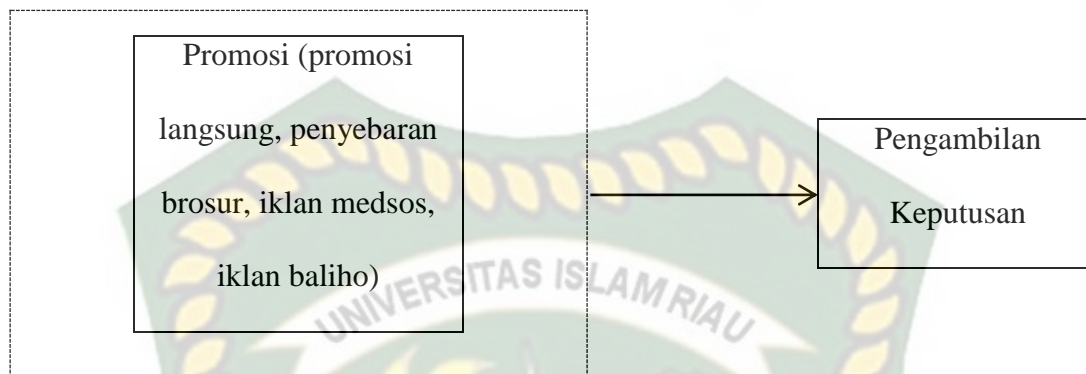 Promosi (promosi
langsung, penyebaran
brosur, iklan medsos,
iklan baliho)
Pengambilan
Keputusan
UNIVERSITAS ISLAM RIAU